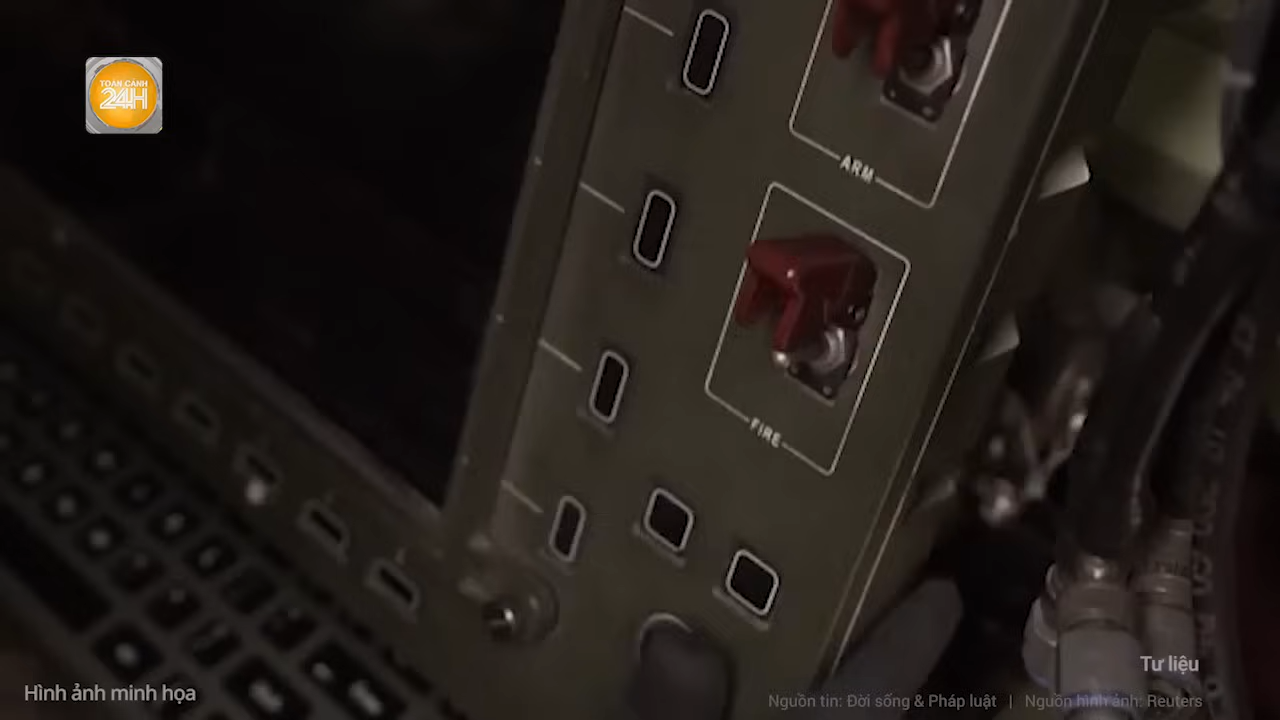 TOÀN CẢNH
24H
ARM
FIRE
Tư liệu
Hình ảnh minh họa
Nguồn tin: Đời sống & Pháp luật | Nguồn hình ảnh: Reuters